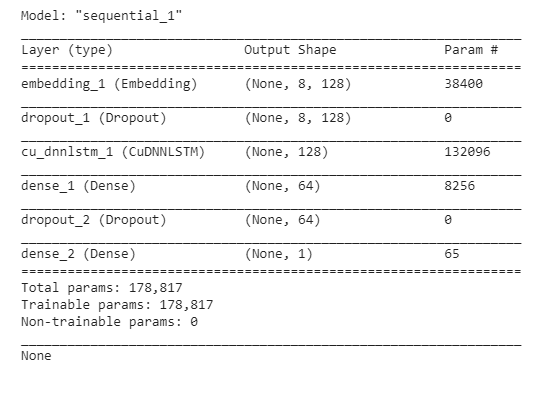 Model: "sequential_1"
_________________________________________________________________
Layer (type)                 Output Shape              Param #
=================================================================
embedding_1 (Embedding)      (None, 8, 128)            38400
_________________________________________________________________
dropout_1 (Dropout)          (None, 8, 128)            0
_________________________________________________________________
cu_dnnlstm_1 (CuDNNLSTM)     (None, 128)               132096
_________________________________________________________________
dense_1 (Dense)              (None, 64)                8256
_________________________________________________________________
dropout_2 (Dropout)          (None, 64)                0
_________________________________________________________________
dense_2 (Dense)              (None, 1)                 65
=================================================================
Total params: 178,817
Trainable params: 178,817
Non-trainable params: 0
_________________________________________________________________
None